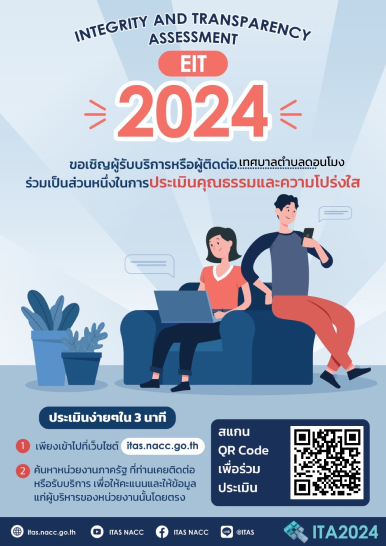 INTEGRITY AND TRANSPARENCY
ASSESSMENT
EIT
2024
ขอเชิญผู้รับบริการหรือผู้ติดต่อ เทศบาลตำบลดอนโมง
ร่วมเป็นส่วนหนึ่งในการประเมินคุณธรรมและความโปร่งใส
ประเมินง่ายๆใน 3 นาที
1 เพียงเข้าไปที่เว็บไซต์ itas.nacc.go.th
2 ค้นหาหน่วยงานภาครัฐ ที่ท่านเคยติดต่อ
หรือรับบริการ เพื่อให้คะแนนและให้ข้อมูล
แก่ผู้บริหารของหน่วยงานนั้นโดยตรง
สแกน
QR Code
เพื่อร่วม
ประเมิน
itas.nacc.go.th ITAS NACC ITAS NACC @ITAS ITA2024